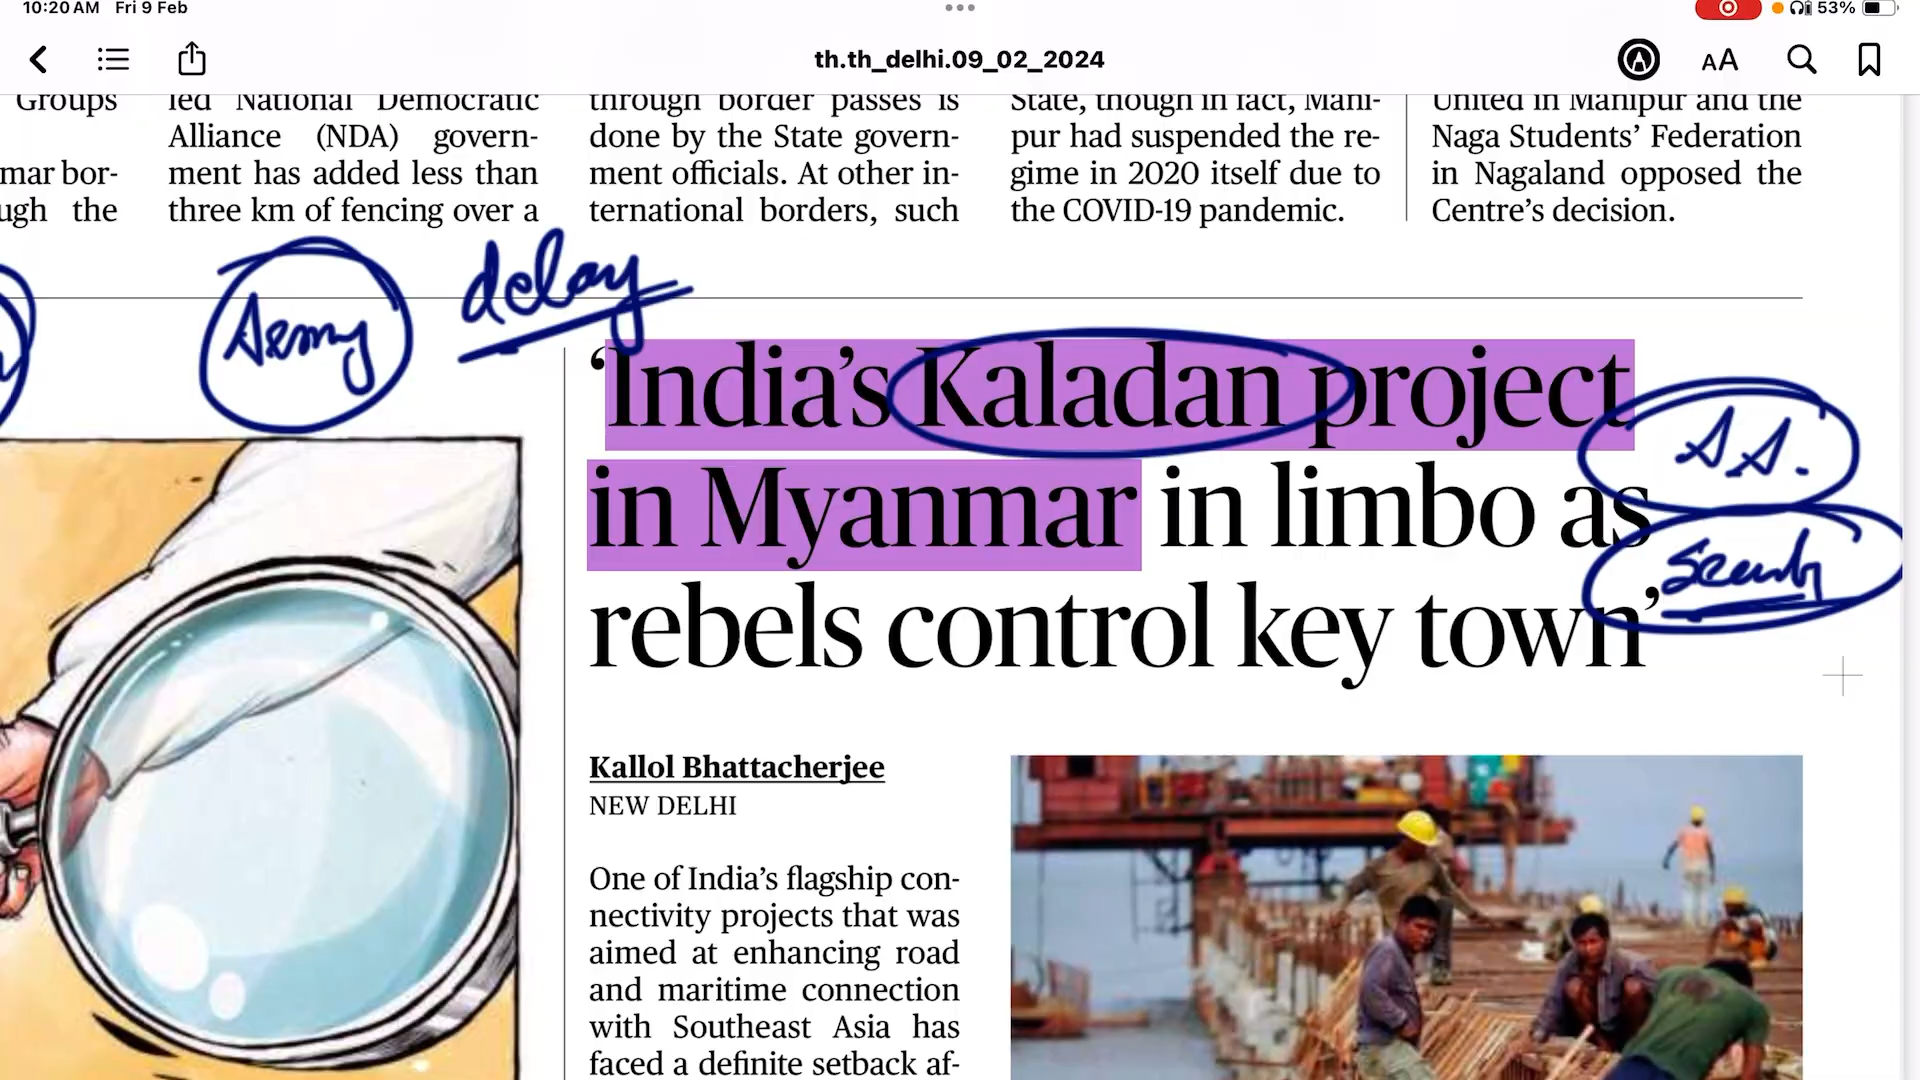 10:20 AM Fri 9 Feb
53%
th.th_delhi.09_02_2024
AA
Groups
mar bor-
ugh the
led National Democratic
Alliance (NDA) govern-
ment has added less than
three km of fencing over a
through border passes is
done by the State govern-
ment officials. At other in-
ternational borders, such
State, though in fact, Mani-
pur had suspended the re-
gime in 2020 itself due to
the COVID-19 pandemic.
United in Manipur and the
Naga Students’ Federation
in Nagaland opposed the
Centre’s decision.
Army
delay
‘India’s Kaladan project
in Myanmar in limbo as
rebels control key town’
A A.
Kallol Bhattacherjee
NEW DELHI
One of India’s flagship con-
nectivity projects that was
aimed at enhancing road
and maritime connection
with Southeast Asia has
faced a definite setback af-